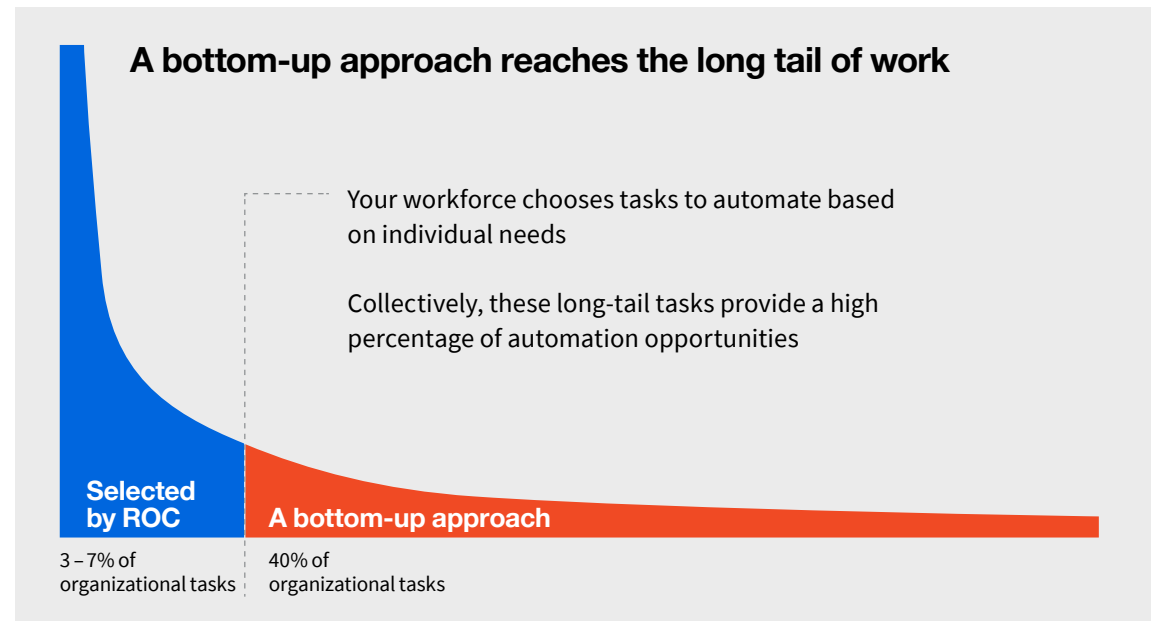 A bottom-up approach reaches the long tail of work
Your workforce chooses tasks to automate based
on individual needs
Collectively, these long-tail tasks provide a high
percentage of automation opportunities
Selected
by ROC
A bottom-up approach
3 – 7% of
organizational tasks
40% of
organizational tasks